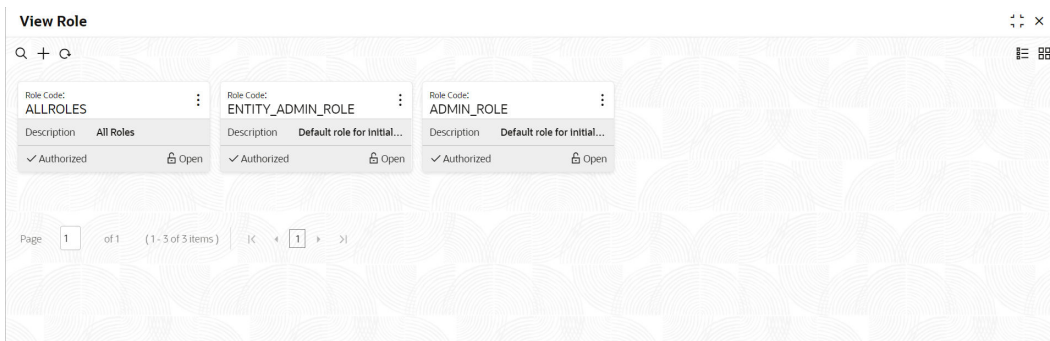 View Role
Role Code: Role Code: Role Code:
ALLROLES ENTITY_ADMIN_ROLE ADMIN_ROLE
Description All Roles Description Default role for initial... Description Default role for initial...
Authorized Open Authorized Open Authorized Open
Page 1 of 1 (1 - 3 of 3 items) 1